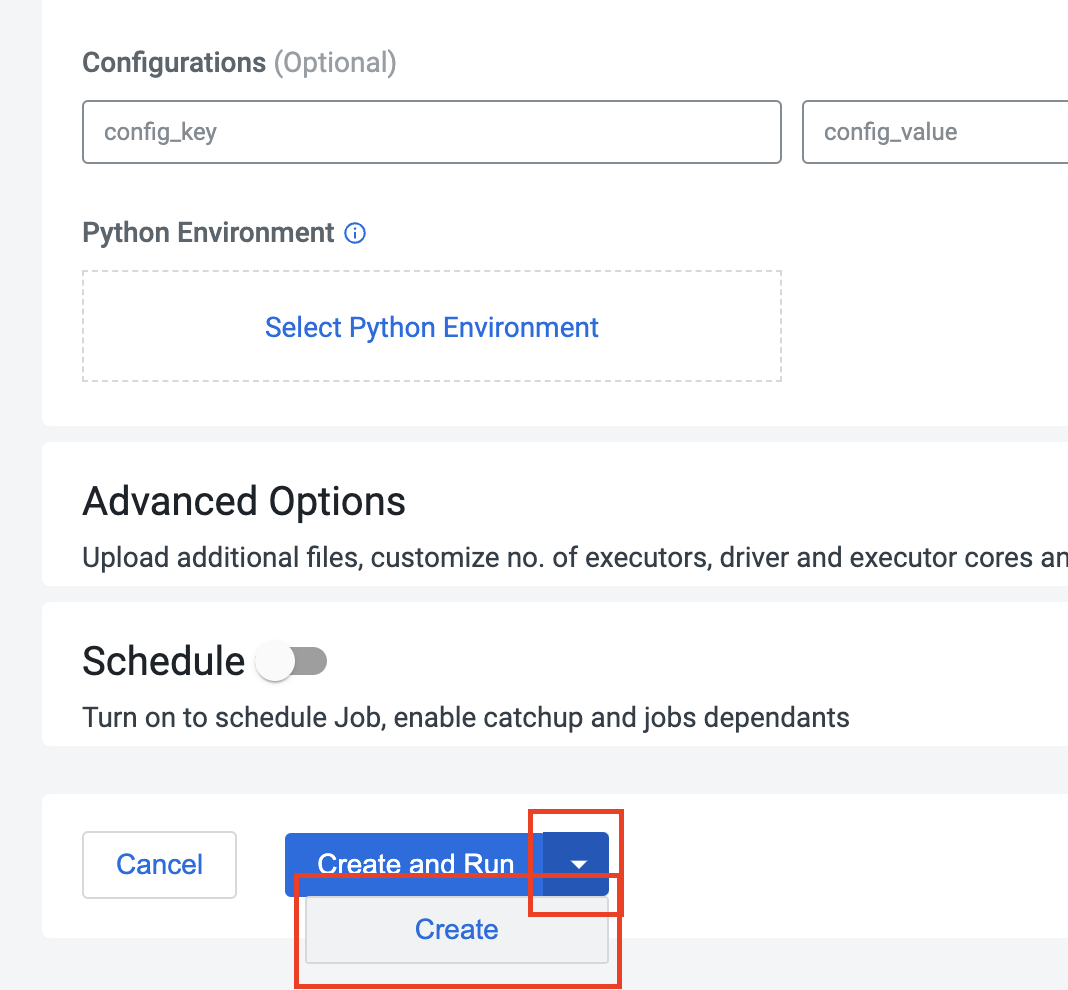 Configurations (Optional)
config_key config_value
Python Environment
Select Python Environment
Advanced Options
Upload additional files, customize no. of executors, driver and executor cores
Schedule
Turn on to schedule Job, enable catchup and jobs dependants
Cancel Create and Run
Create